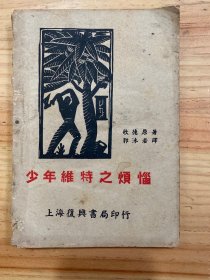 歌德原著
郭沫若譯
少年維特之煩惱
上海復興書局印行